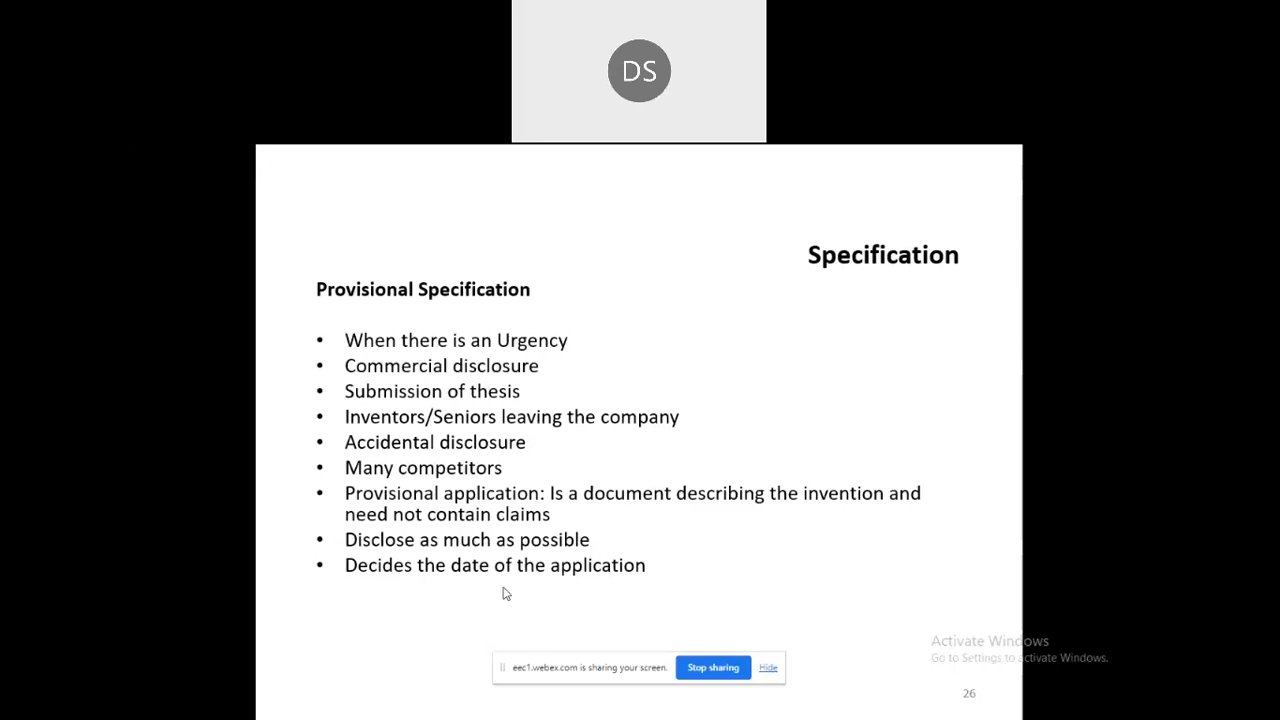 DS
Specification
Provisional Specification
• When there is an Urgency
• Commercial disclosure
• Submission of thesis
• Inventors/Seniors leaving the company
• Accidental disclosure
• Many competitors
• Provisional application: Is a document describing the invention and
need not contain claims
• Disclose as much as possible
• Decides the date of the application
Activate Windows
Go to Settings to activate Windows.
eec1.webex.com is sharing your screen. Stop sharing Hide
26